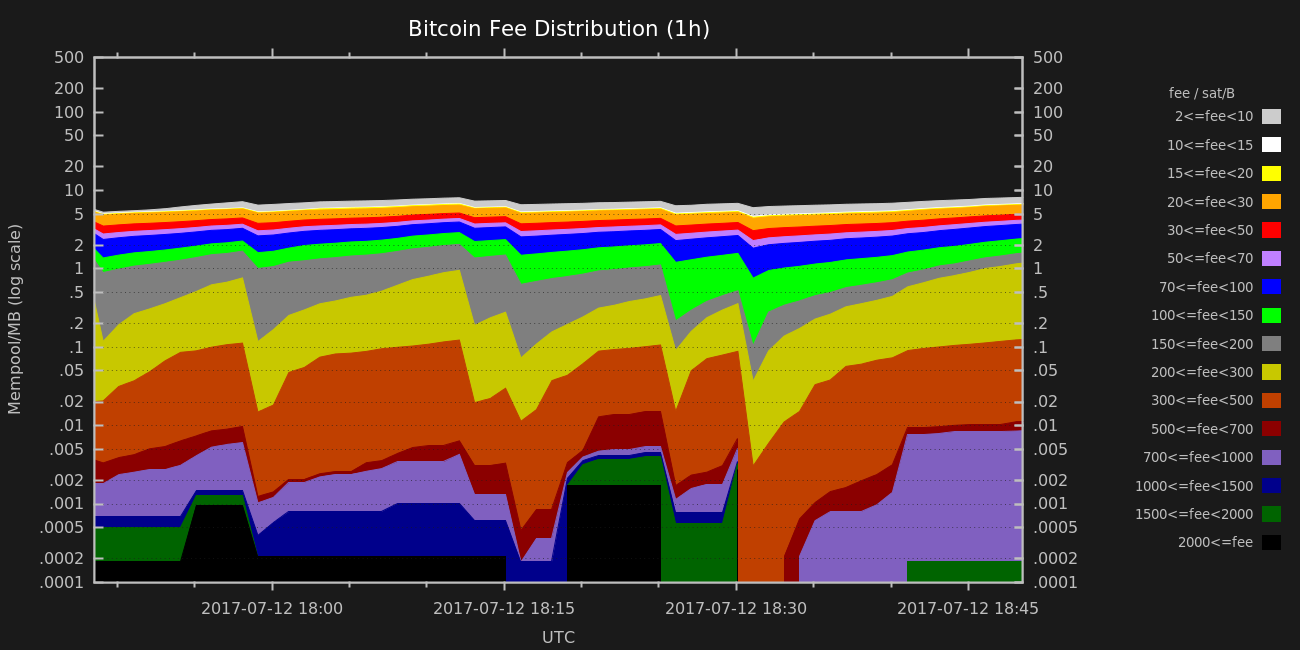 Bitcoin Fee Distribution (1h)
500
200
100
50
20
10
5
2
1
.5
.2
.1
.05
.02
.01
.005
.002
.001
.0005
.0002
.0001
Mempool/MB (log scale)
500
200
100
50
20
10
5
2
1
.5
.2
.1
.05
.02
.01
.005
.002
.001
.0005
.0002
.0001
2017-07-12 18:00
2017-07-12 18:15
2017-07-12 18:30
2017-07-12 18:45
UTC
fee / sat/B
2<=fee<10
10<=fee<15
15<=fee<20
20<=fee<30
30<=fee<50
50<=fee<70
70<=fee<100
100<=fee<150
150<=fee<200
200<=fee<300
300<=fee<500
500<=fee<700
700<=fee<1000
1000<=fee<1500
1500<=fee<2000
2000<=fee